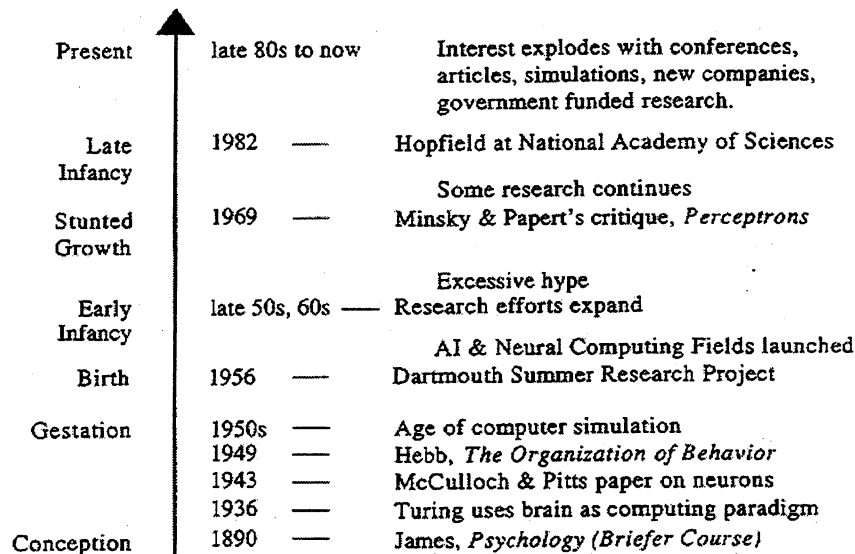 Present late 80s to now Interest explodes with conferences,
articles, simulations, new companies,
government funded research.
Late 1982 — Hopfield at National Academy of Sciences
Infancy
Some research continues
Stunted 1969 — Minsky & Papert's critique, Perceptrons
Growth
Excessive hype
Early late 50s, 60s — Research efforts expand
Infancy
AI & Neural Computing Fields launched
Birth 1956 — Dartmouth Summer Research Project
Gestation 1950s — Age of computer simulation
1949 — Hebb, The Organization of Behavior
1943 — McCulloch & Pitts paper on neurons
1936 — Turing uses brain as computing paradigm
Conception 1890 — James, Psychology (Briefer Course)